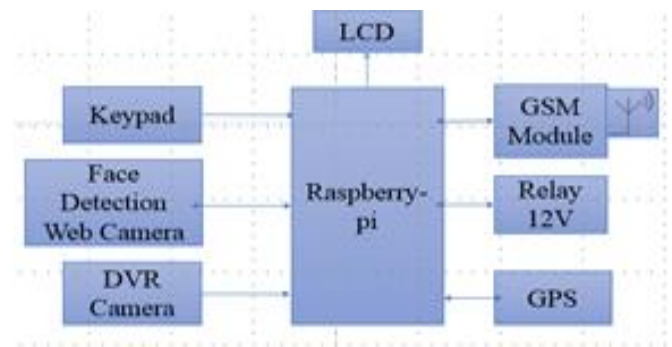 LCD
Keypad
GSM
Module
Face
Detection
Web Camera
Raspberry-
pi
Relay
12V
DVR
Camera
GPS